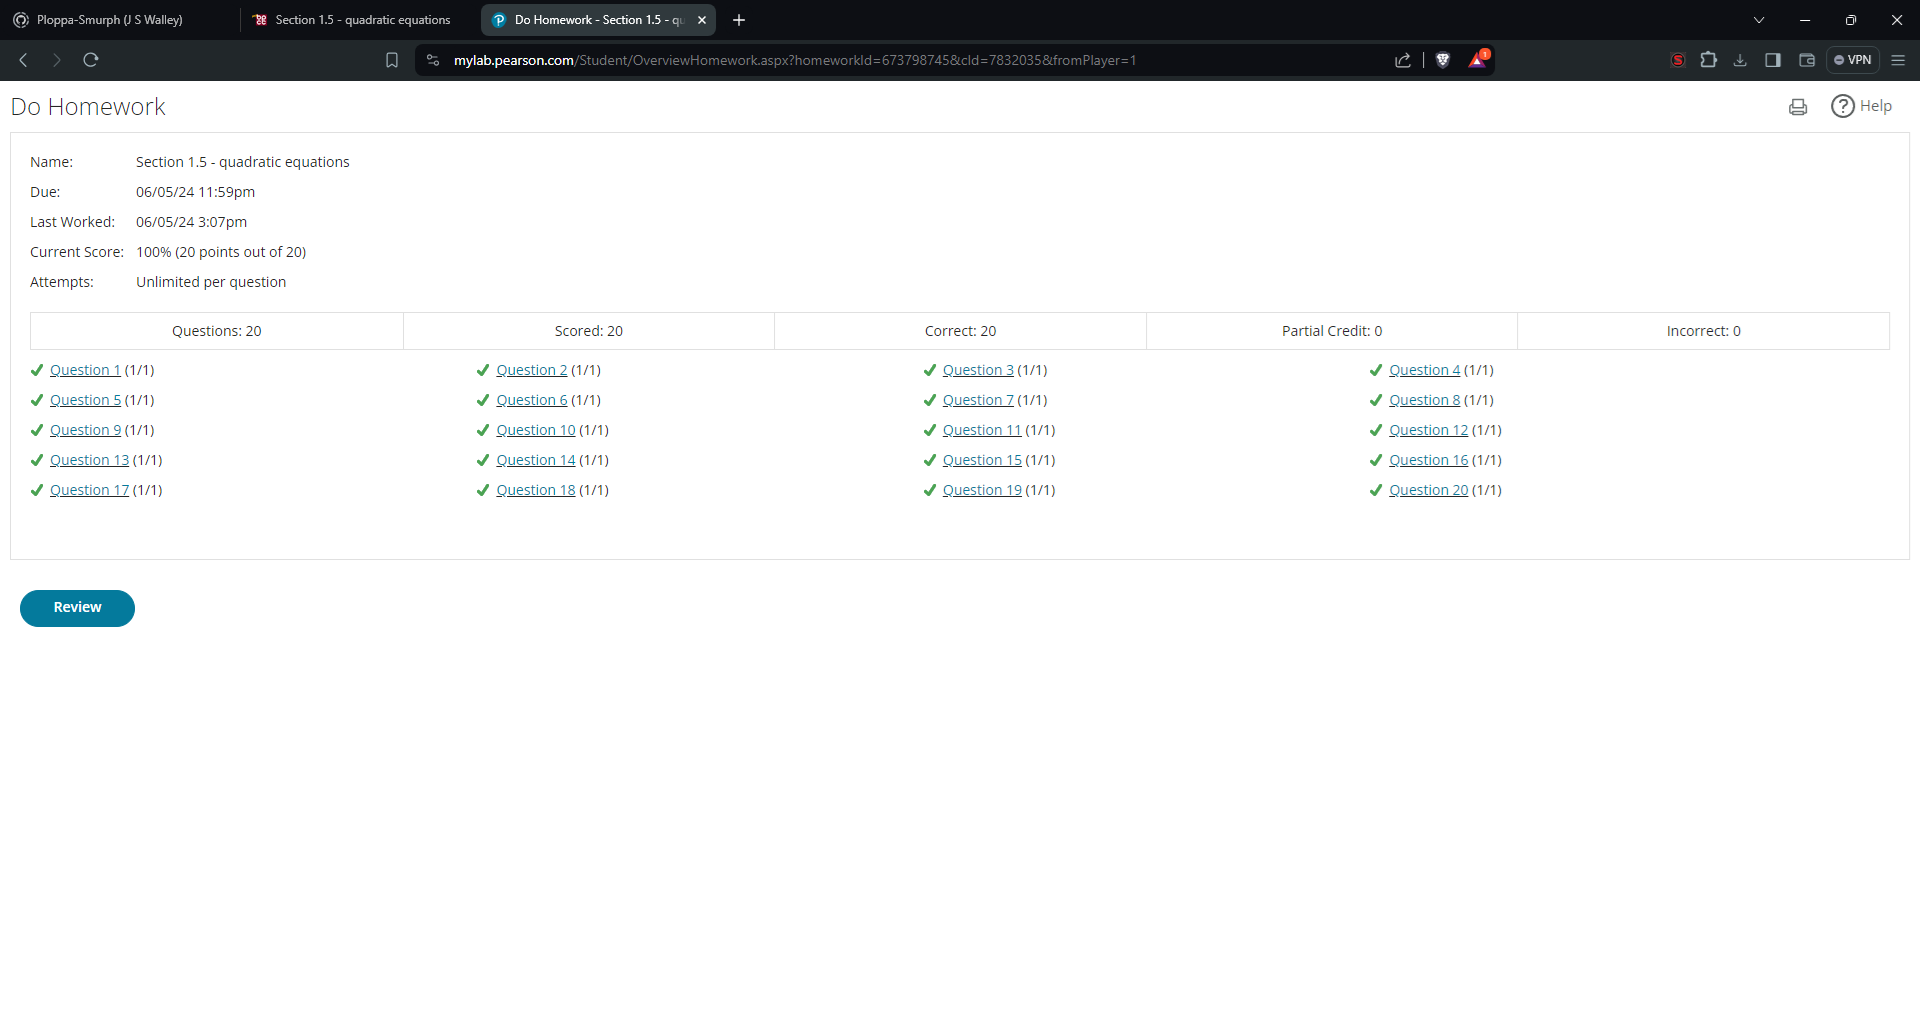 Ploppa-Smurph (J S Walley)
Section 1.5 - quadratic equations
Do Homework - Section 1.5 - qu
mylab.pearson.com/Student/OverviewHomework.aspx?homeworkId=673798745&cId=7832035&fromPlayer=1
1
VPN
Do Homework
Help
Name: Section 1.5 - quadratic equations
Due: 06/05/24 11:59pm
Last Worked: 06/05/24 3:07pm
Current Score: 100% (20 points out of 20)
Attempts: Unlimited per question
Questions: 20 Scored: 20 Correct: 20 Partial Credit: 0 Incorrect: 0
Question 1 (1/1) Question 2 (1/1) Question 3 (1/1) Question 4 (1/1)
Question 5 (1/1) Question 6 (1/1) Question 7 (1/1) Question 8 (1/1)
Question 9 (1/1) Question 10 (1/1) Question 11 (1/1) Question 12 (1/1)
Question 13 (1/1) Question 14 (1/1) Question 15 (1/1) Question 16 (1/1)
Question 17 (1/1) Question 18 (1/1) Question 19 (1/1) Question 20 (1/1)
Review